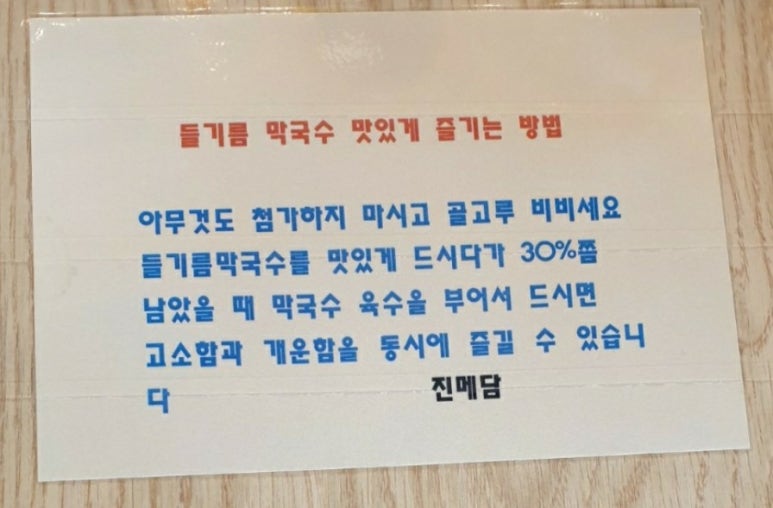 들기름 막국수 맛있게 즐기는 방법
아무것도 첨가하지 마시고 골고루 비비세요
들기름막국수를 맛있게 드시다가 30%쯤
남았을 때 막국수 육수을 부어서 드시면
고소함과 개운함을 동시에 즐길 수 있습니
다
진메담